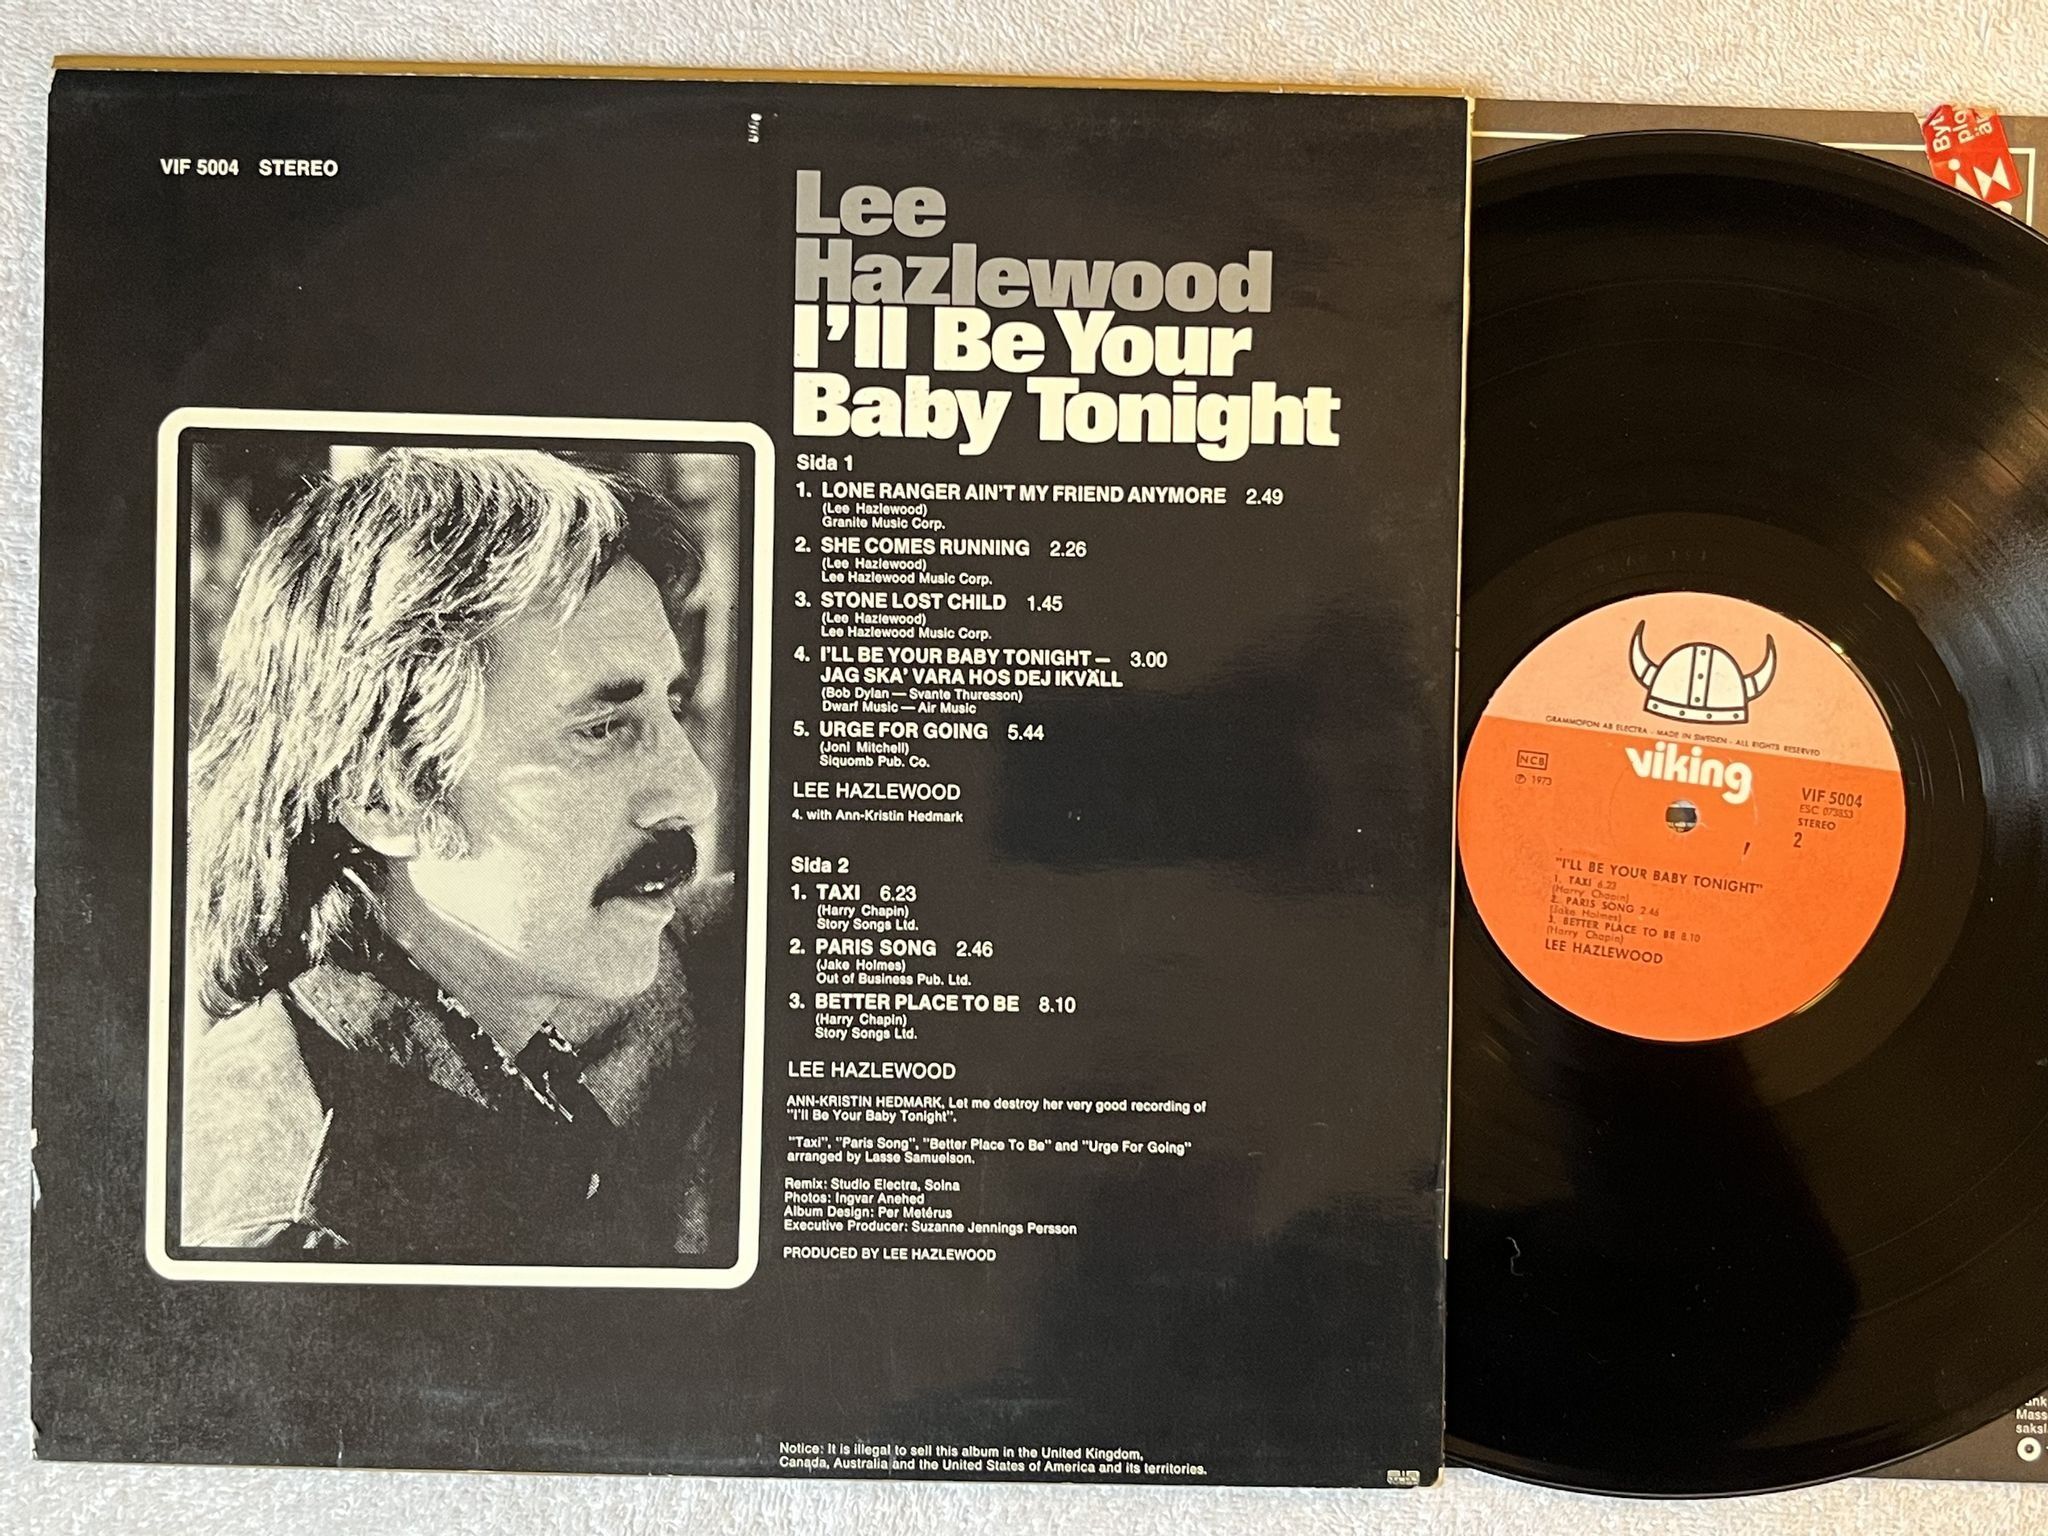 VIF 5004 STEREO
Lee
Hazlewood
I'll Be Your
Baby Tonight
Sida 1
1. LONE RANGER AIN'T MY FRIEND ANYMORE 2.49
(Lee Hazlewood)
Granite Music Corp.
2. SHE COMES RUNNING 2.26
(Lee Hazlewood)
Lee Hazlewood Music Corp.
3. STONE LOST CHILD 1.45
(Lee Hazlewood)
Lee Hazlewood Music Corp.
4. I'LL BE YOUR BABY TONIGHT – 3.00
JAG SKA' VARA HOS DEJ IKVÄLL
(Bob Dylan — Svante Thuresson)
Dwarf Music — Air Music
5. URGE FOR GOING 5.44
(Joni Mitchell)
Siquomb Pub. Co.
LEE HAZLEWOOD
4. with Ann-Kristin Hedmark
Sida 2
1. TAXI 6.23
(Harry Chapin)
Story Songs Ltd.
2. PARIS SONG 2.46
(Jake Holmes)
Out of Business Pub. Ltd.
3. BETTER PLACE TO BE 8.10
(Harry Chapin)
Story Songs Ltd.
LEE HAZLEWOOD
ANN-KRISTIN HEDMARK, Let me destroy her very good recording of
"I'll Be Your Baby Tonight".
"Taxi", "Paris Song", "Better Place To Be" and "Urge For Going"
arranged by Lasse Samuelson.
Remix: Studio Electra, Solna
Photos: Ingvar Anehed
Album Design: Per Metérus
Executive Producer: Suzanne Jennings Persson
PRODUCED BY LEE HAZLEWOOD
Notice: It is illegal to sell this album in the United Kingdom,
Canada, Australia and the United States of America and its territories.
GRAMMOFON AB ELECTRA - MADE IN SWEDEN - ALL RIGHTS RESERVED
viking
NCB
℗ 1973
VIF 5004
ESC 0738S3
STEREO
2
"I'LL BE YOUR BABY TONIGHT"
1. TAXI 6.23
(Harry Chapin)
2. PARIS SONG 2.46
(Jake Holmes)
3. BETTER PLACE TO BE 8.10
(Harry Chapin)
LEE HAZLEWOOD
Byt